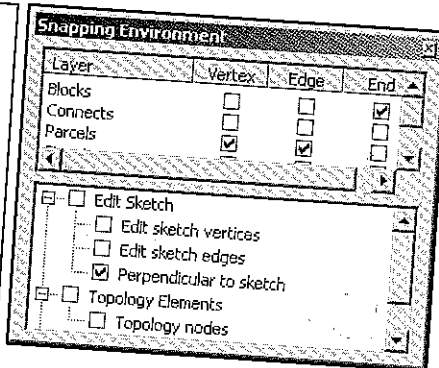 Snapping Environment
Layer Vertex Edge End
Blocks
Connects
Parcels
Edit Sketch
Edit sketch vertices
Edit sketch edges
Perpendicular to sketch
Topology Elements
Topology nodes